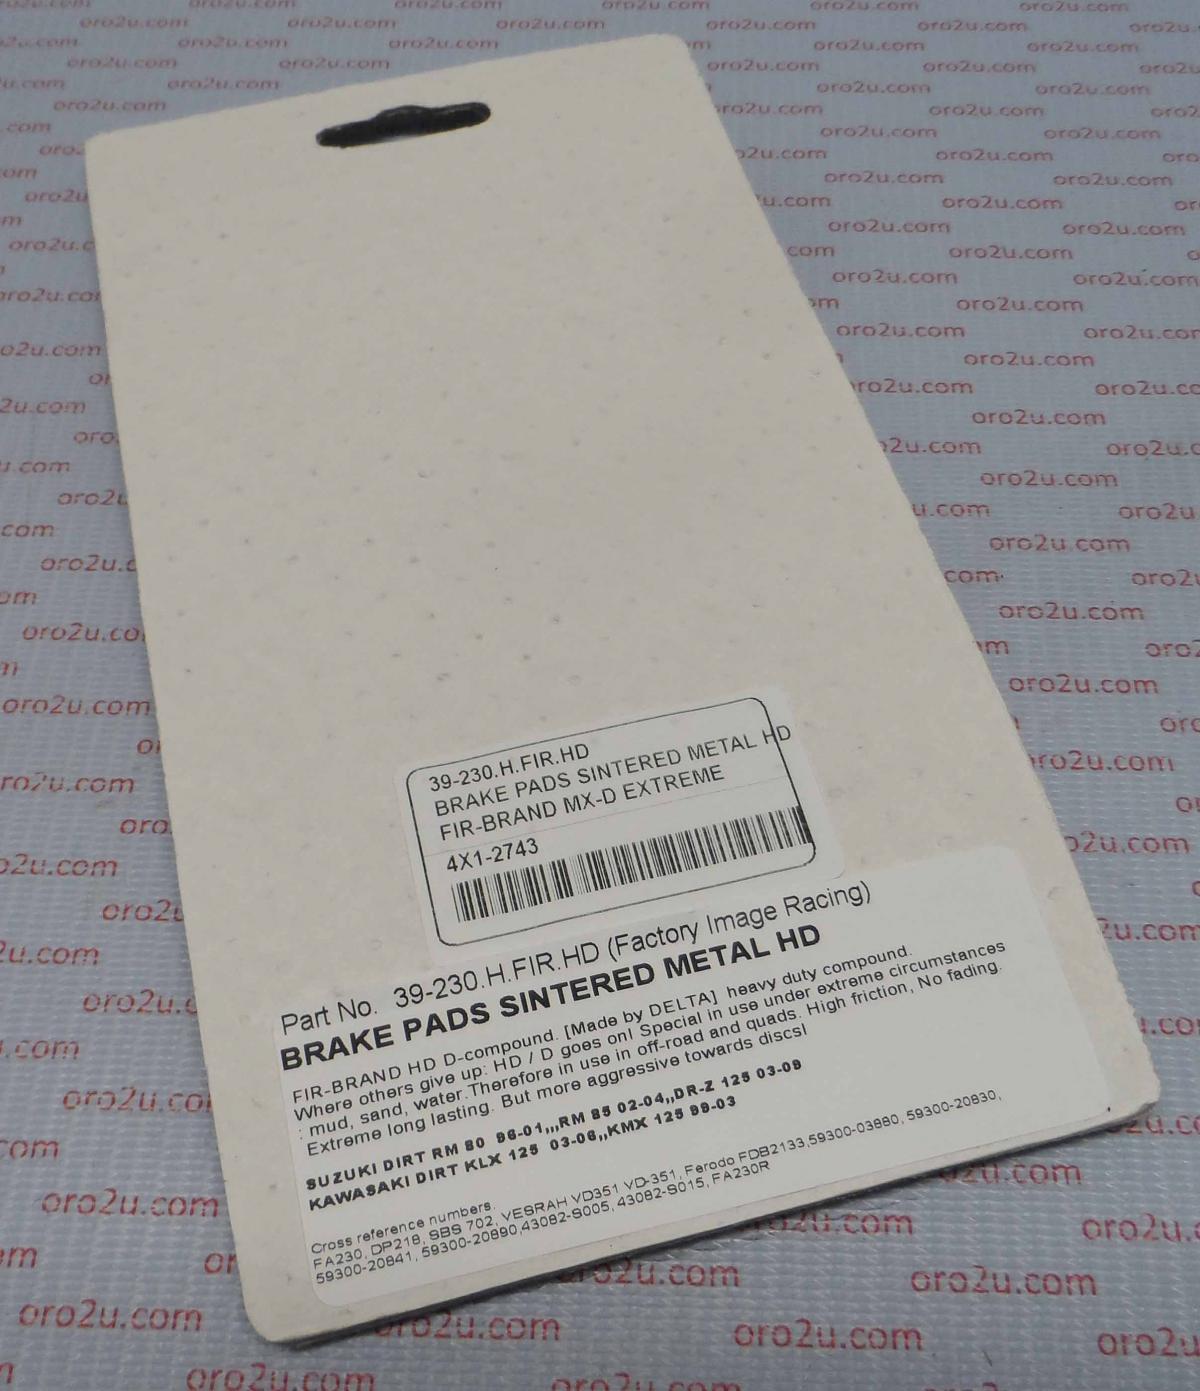 39-230.H.FIR.HD
BRAKE PADS SINTERED METAL HD
FIR-BRAND MX-D EXTREME
4X1-2743
Part No. 39-230.H.FIR.HD (Factory Image Racing)
BRAKE PADS SINTERED METAL HD
FIR-BRAND HD D-compound. [Made by DELTA] heavy duty compound.
Where others give up: HD / D goes on! Special in use under extreme circumstances
: mud, sand, water.Therefore in use in off-road and quads. High friction, No fading.
Extreme long lasting. But more aggressive towards discs!
SUZUKI DIRT RM 80 96-01,,,RM 85 02-04,,DR-Z 125 03-09
KAWASAKI DIRT KLX 125 03-06,,KMX 125 99-03
Cross reference numbers.
FA230, DP218, SBS 702, VESRAH VD351 VD-351, Ferodo FDB2133,59300-03880, 59300-20830,
59300-20841, 59300-20890,43082-S005, 43082-S015, FA230R
oro2u.com